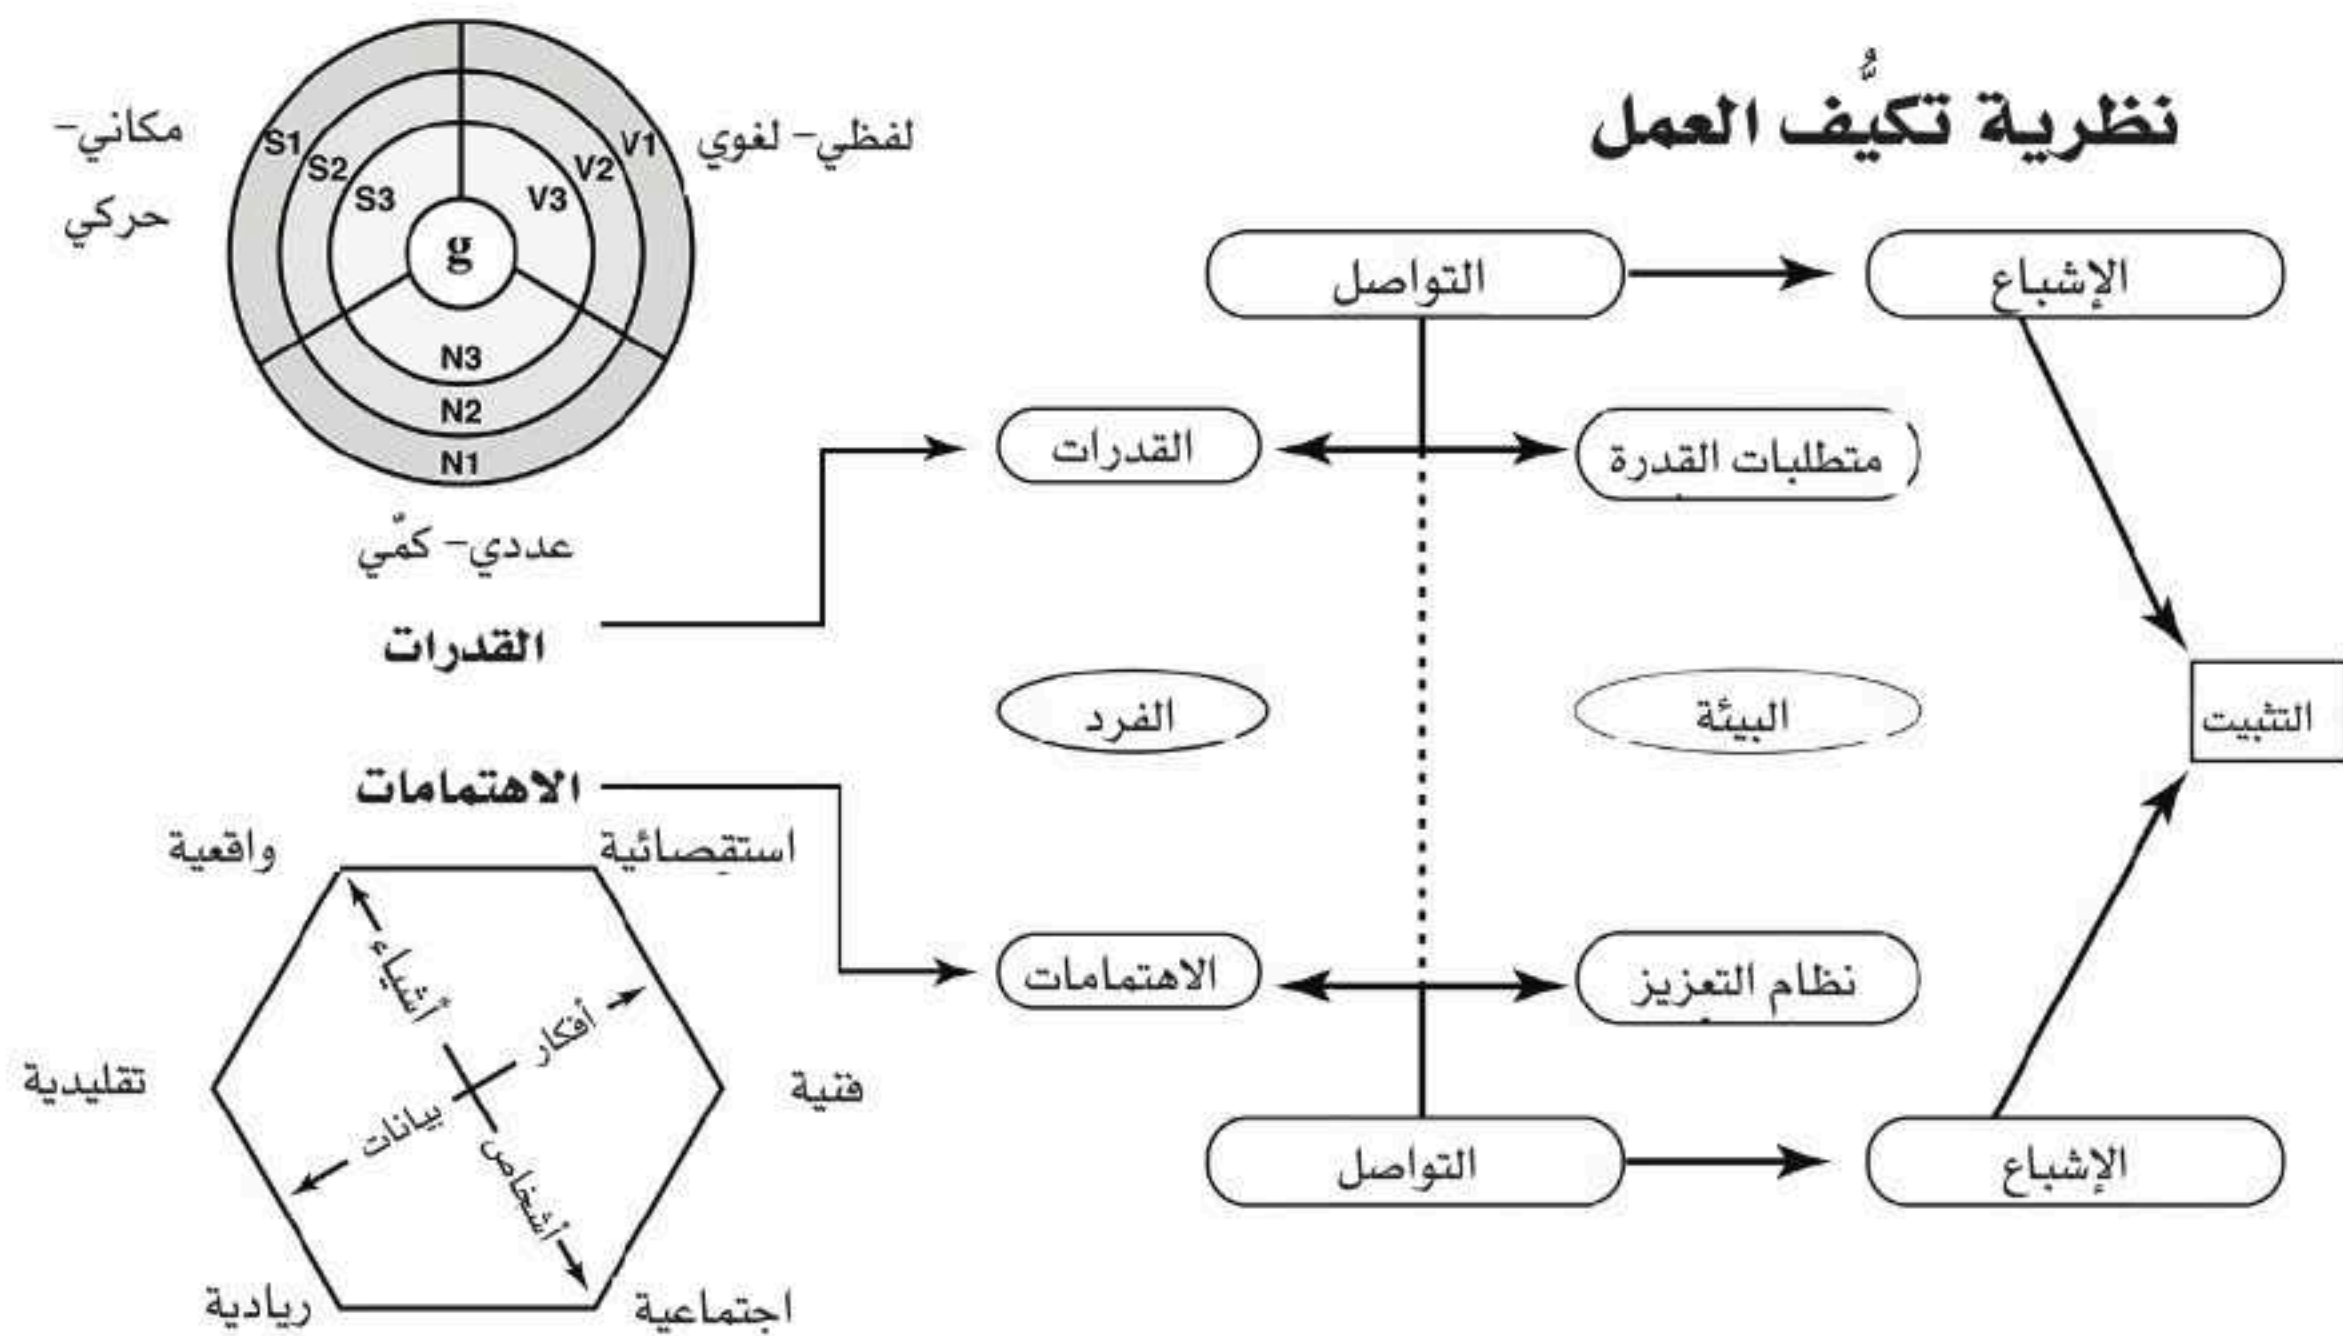 نظرية تكيُّف العمل
لفظي- لغوي
مكاني-
حركي
S1
S2
S3
V1
V2
V3
g
N3
N2
N1
عددي- كمّي
القدرات
التواصل
الإشباع
القدرات
متطلبات القدرة
الفرد
البيئة
التثبيت
الاهتمامات
واقعية
استقصائية
أشياء
أفكار
تقليدية
فنية
بيانات
أشخاص
ريادية
اجتماعية
الاهتمامات
نظام التعزيز
التواصل
الإشباع